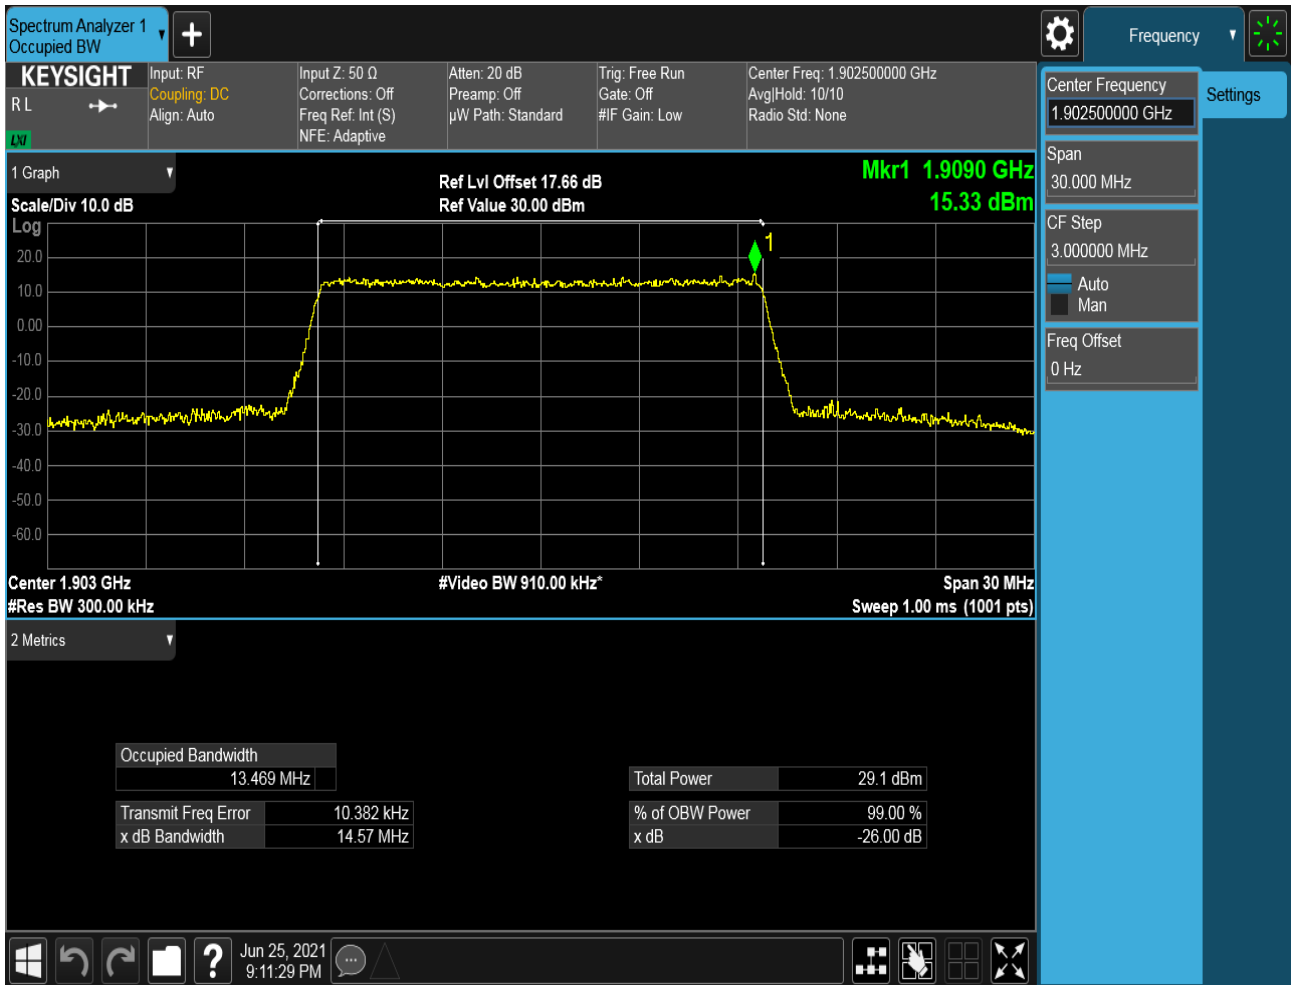 Spectrum Analyzer 1
Occupied BW
Frequency
KEYSIGHT
R L
LXI
Input: RF
Coupling: DC
Align: Auto
Input Z: 50 Ω
Corrections: Off
Freq Ref: Int (S)
NFE: Adaptive
Atten: 20 dB
Preamp: Off
µW Path: Standard
Trig: Free Run
Gate: Off
#IF Gain: Low
Center Freq: 1.902500000 GHz
Avg|Hold: 10/10
Radio Std: None
Center Frequency
1.902500000 GHz
Settings
Span
30.000 MHz
CF Step
3.000000 MHz
Auto
Man
Freq Offset
0 Hz
1 Graph
Scale/Div 10.0 dB
Ref Lvl Offset 17.66 dB
Ref Value 30.00 dBm
Mkr1 1.9090 GHz
15.33 dBm
Log
1
20.0
10.0
0.00
-10.0
-20.0
-30.0
-40.0
-50.0
-60.0
Center 1.903 GHz
#Video BW 910.00 kHz*
Span 30 MHz
#Res BW 300.00 kHz
Sweep 1.00 ms (1001 pts)
2 Metrics
Occupied Bandwidth
13.469 MHz
Transmit Freq Error 10.382 kHz
x dB Bandwidth 14.57 MHz
Total Power 29.1 dBm
% of OBW Power 99.00 %
x dB -26.00 dB
?
Jun 25, 2021
9:11:29 PM